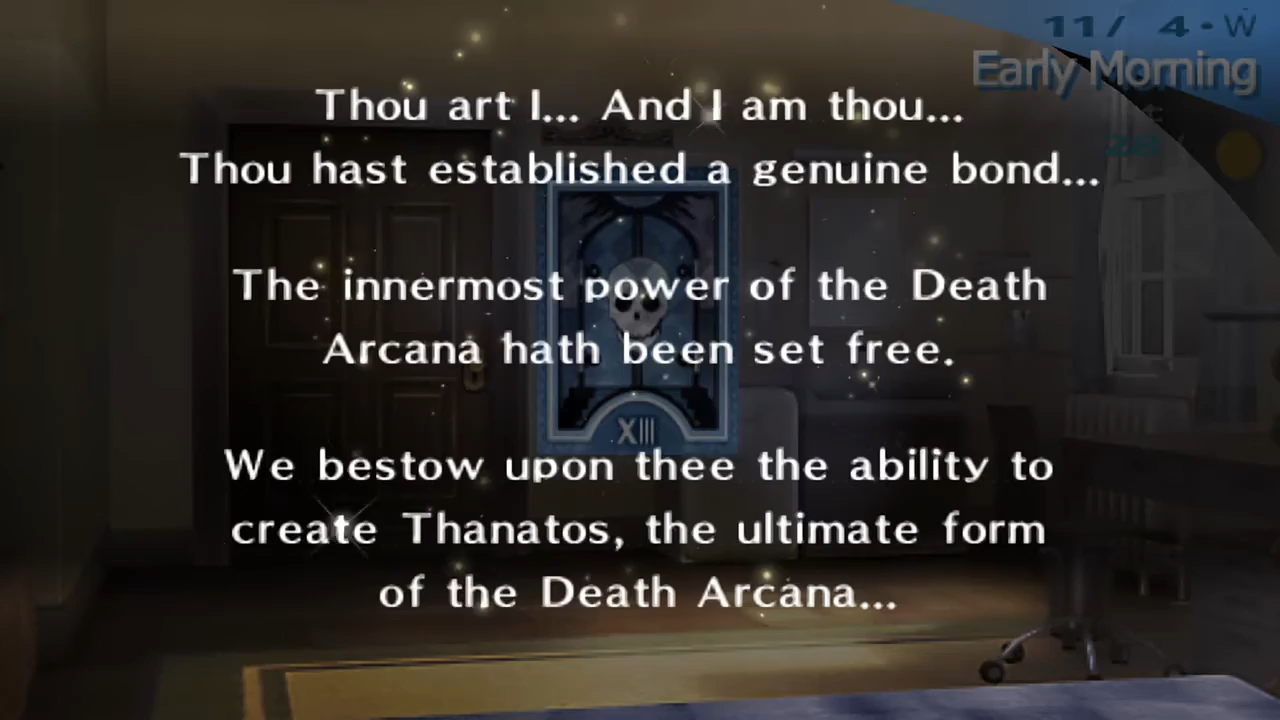 11/ 4・W
Early Morning
Thou art I... And I am thou...
Thou hast established a genuine bond...
The innermost power of the Death
Arcana hath been set free.
XIII
We bestow upon thee the ability to
create Thanatos, the ultimate form
of the Death Arcana...